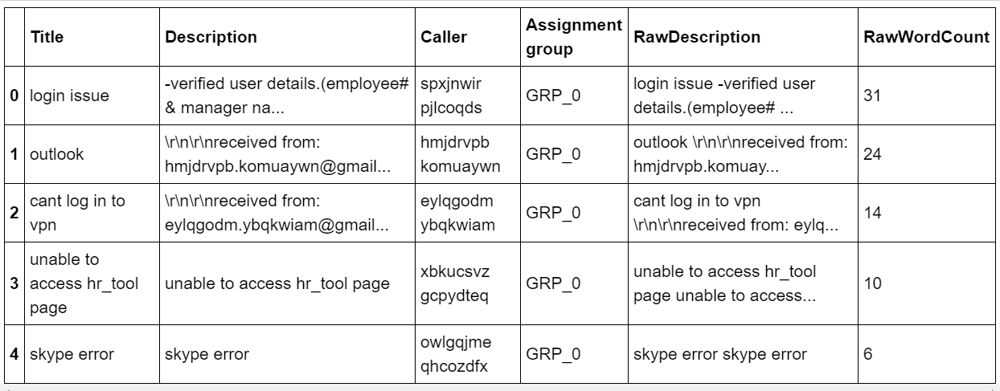 Title Description Caller Assignment group RawDescription RawWordCount
0 login issue -verified user details.(employee# & manager na... spxjnwir pjlcoqds GRP_0 login issue -verified user details.(employee# ... 31
1 outlook \r\n\r\nreceived from: hmjdrvpb.komuaywn@gmail... hmjdrvpb komuaywn GRP_0 outlook \r\n\r\nreceived from: hmjdrvpb.komuay... 24
2 cant log in to vpn \r\n\r\nreceived from: eylqgodm.ybqkwiam@gmail... eylqgodm ybqkwiam GRP_0 cant log in to vpn \r\n\r\nreceived from: eylq... 14
3 unable to access hr_tool page unable to access hr_tool page xbkucsvz gcpydteq GRP_0 unable to access hr_tool page unable to access... 10
4 skype error skype error owlgqjme qhcozdfx GRP_0 skype error skype error 6